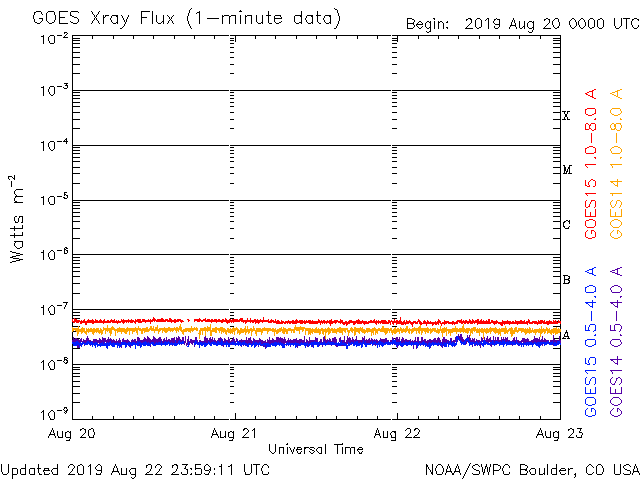 GOES Xray Flux (1-minute data)
Begin: 2019 Aug 20 0000 UTC
10⁻²
10⁻³
10⁻⁴
10⁻⁵
10⁻⁶
10⁻⁷
10⁻⁸
10⁻⁹
Watts m⁻²
X
M
C
B
A
GOES15 1.0-8.0 A
GOES14 1.0-8.0 A
GOES15 0.5-4.0 A
GOES14 0.5-4.0 A
Aug 20 Aug 21 Aug 22 Aug 23
Universal Time
Updated 2019 Aug 22 23:59:11 UTC
NOAA/SWPC Boulder, CO USA